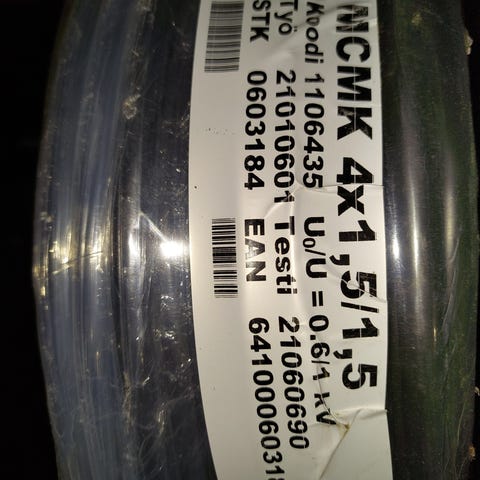 MCMK 4x1,5/1,5
Koodi 1106435 U₀/U = 0.6/1 kV
Työ 21010601 Testi 21060690
STK 0603184 EAN 64100060318